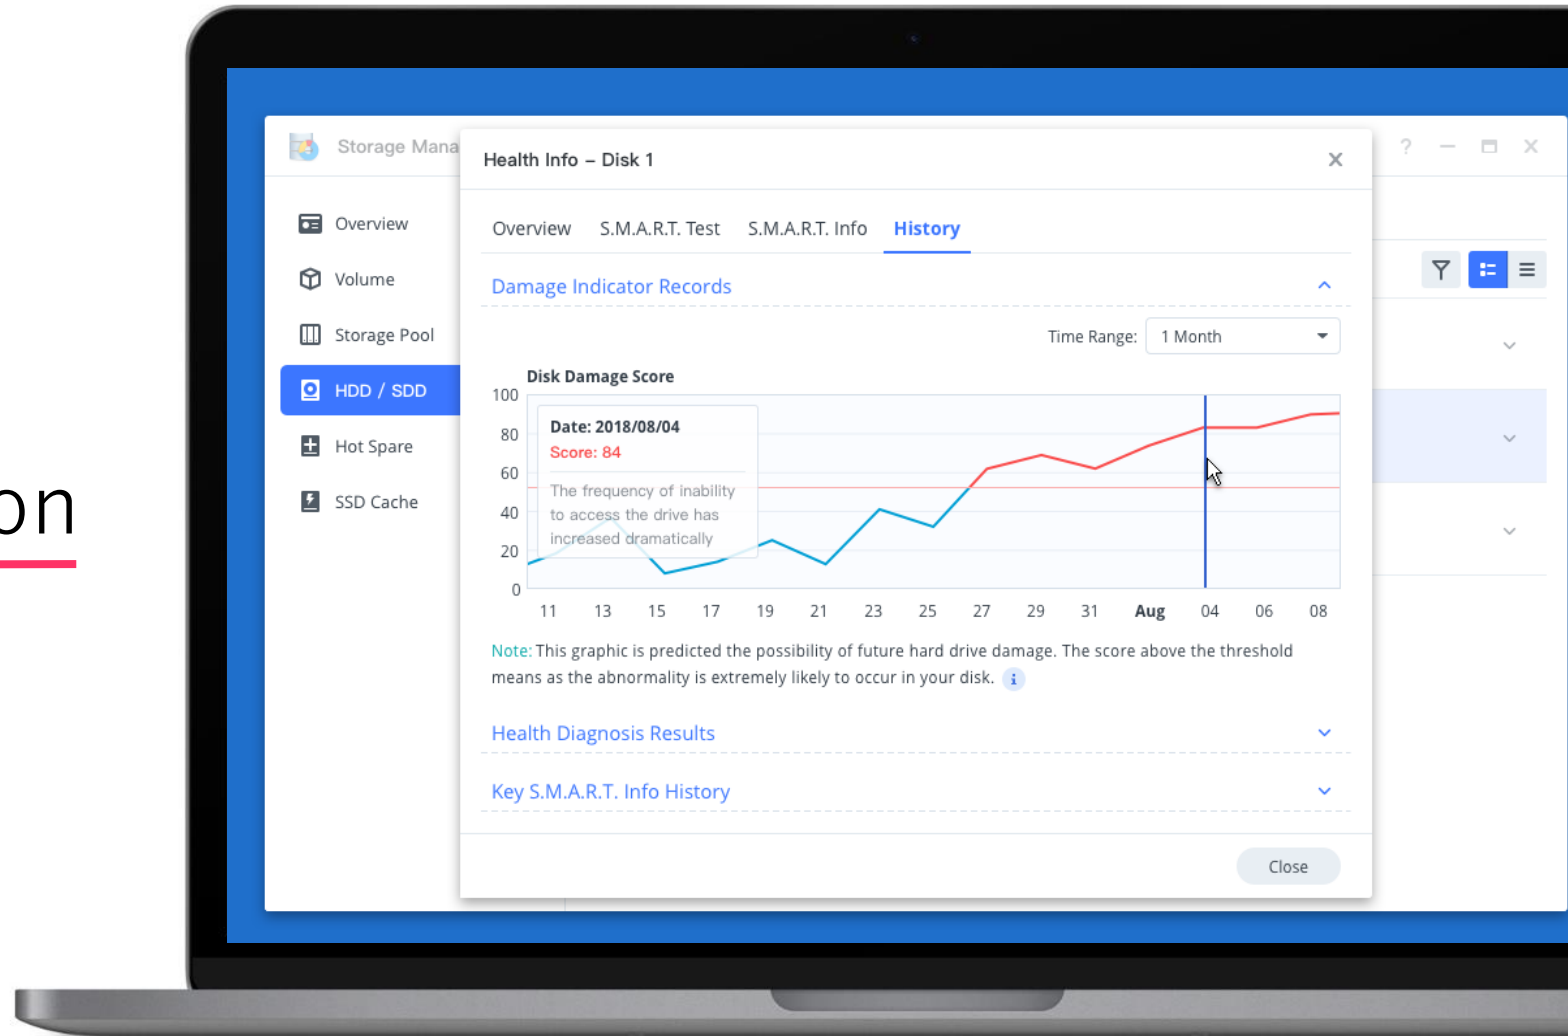 on
Storage Mana
?
Overview
Volume
Storage Pool
HDD / SDD
Hot Spare
SSD Cache
Health Info – Disk 1
Overview S.M.A.R.T. Test S.M.A.R.T. Info History
Damage Indicator Records
Time Range: 1 Month
Disk Damage Score
100
80
60
40
20
0
Date: 2018/08/04
Score: 84
The frequency of inability
to access the drive has
increased dramatically
11 13 15 17 19 21 23 25 27 29 31 Aug 04 06 08
Note: This graphic is predicted the possibility of future hard drive damage. The score above the threshold
means as the abnormality is extremely likely to occur in your disk. i
Health Diagnosis Results
Key S.M.A.R.T. Info History
Close